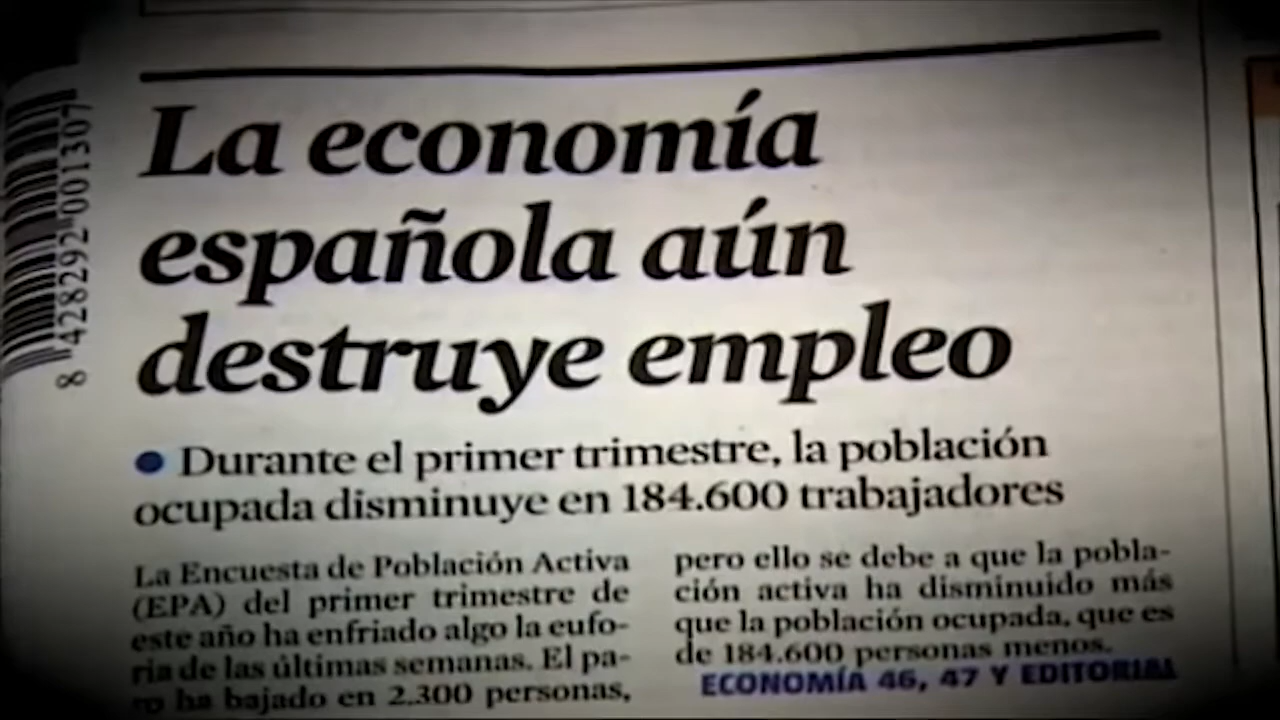 8 428292 001307
La economía
española aún
destruye empleo
● Durante el primer trimestre, la población
ocupada disminuye en 184.600 trabajadores
La Encuesta de Población Activa
(EPA) del primer trimestre de
este año ha enfriado algo la eufo-
ria de las últimas semanas. El pa-
ro ha bajado en 2.300 personas,
pero ello se debe a que la pobla-
ción activa ha disminuido más
que la población ocupada, que es
de 184.600 personas menos.
ECONOMÍA 46, 47 Y EDITORIAL